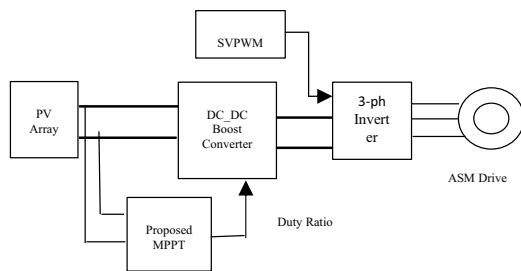 SVPWM
PV
Array
DC_DC
Boost
Converter
3-ph
Invert
er
ASM Drive
Proposed
MPPT
Duty Ratio